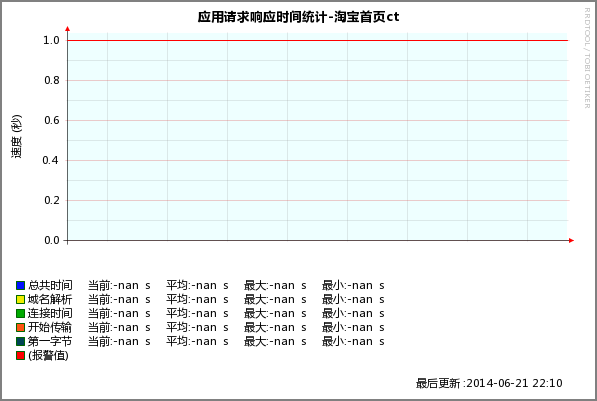 应用请求响应时间统计-淘宝首页ct
RRDTOOL / TOBI OETIKER
速度 (秒)
1.0
0.8
0.6
0.4
0.2
0.0
总共时间 当前:-nan s 平均:-nan s 最大:-nan s 最小:-nan s
域名解析 当前:-nan s 平均:-nan s 最大:-nan s 最小:-nan s
连接时间 当前:-nan s 平均:-nan s 最大:-nan s 最小:-nan s
开始传输 当前:-nan s 平均:-nan s 最大:-nan s 最小:-nan s
第一字节 当前:-nan s 平均:-nan s 最大:-nan s 最小:-nan s
(报警值)
最后更新 :2014-06-21 22:10